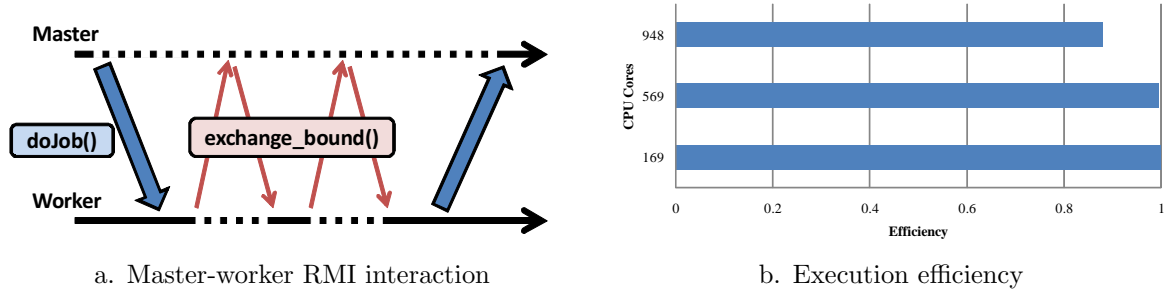 Master
doJob()
exchange_bound()
Worker
a. Master-worker RMI interaction
CPU Cores
948
569
169
0 0.2 0.4 0.6 0.8 1
Efficiency
b. Execution efficiency